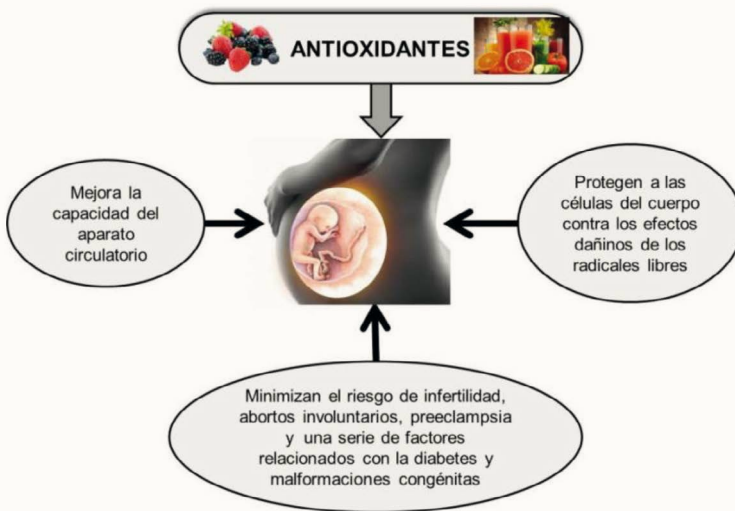 ANTIOXIDANTES
Mejora la
capacidad del
aparato
circulatorio
Protegen a las
células del cuerpo
contra los efectos
dañinos de los
radicales libres
Minimizan el riesgo de infertilidad,
abortos involuntarios, preeclampsia
y una serie de factores
relacionados con la diabetes y
malformaciones congénitas